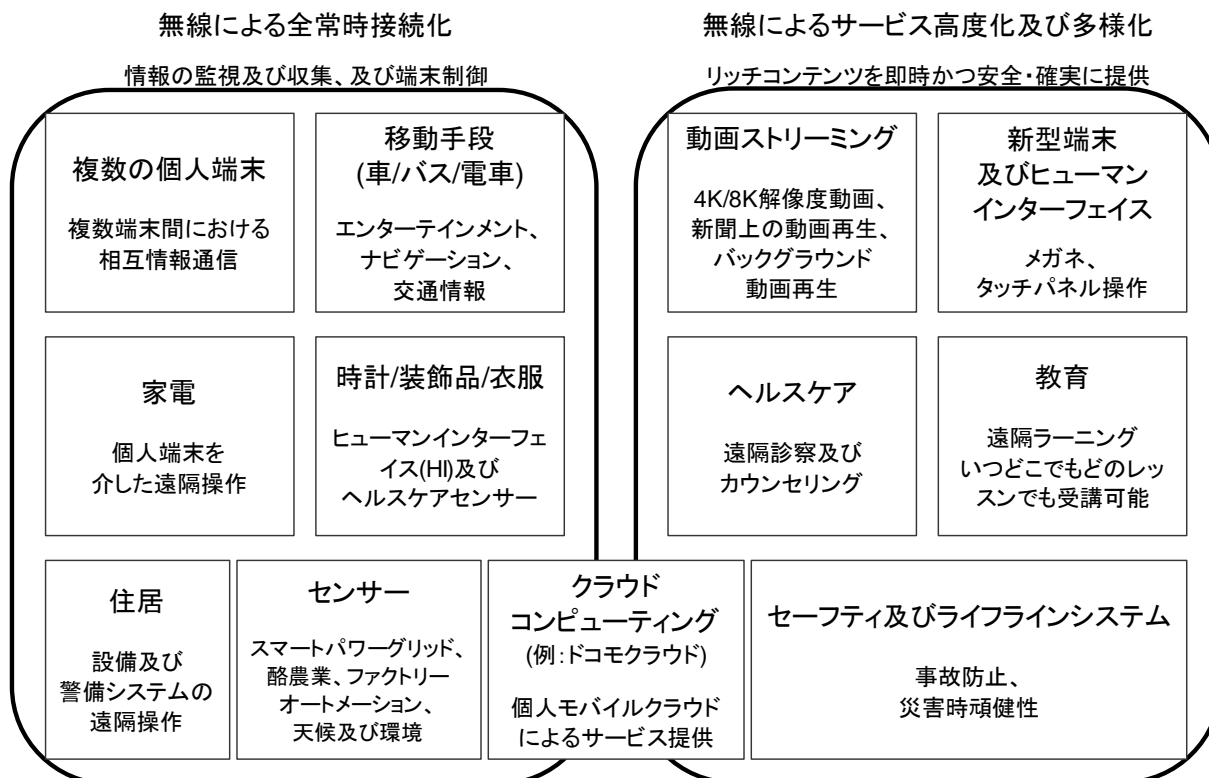 無線による全常時接続化
情報の監視及び収集、及び端末制御
複数の個人端末
複数端末間における
相互情報通信
移動手段
(車/バス/電車)
エンターテインメント、
ナビゲーション、
交通情報
家電
個人端末を
介した遠隔操作
時計/装飾品/衣服
ヒューマンインターフェ
イス(HI)及び
ヘルスケアセンサー
住居
設備及び
警備システムの
遠隔操作
センサー
スマートパワーグリッド、
酪農業、ファクトリー
オートメーション、
天候及び環境
クラウド
コンピューティング
(例:ドコモクラウド)
個人モバイルクラウド
によるサービス提供
無線によるサービス高度化及び多様化
リッチコンテンツを即時かつ安全・確実に提供
動画ストリーミング
4K/8K解像度動画、
新聞上の動画再生、
バックグラウンド
動画再生
新型端末
及びヒューマン
インターフェイス
メガネ、
タッチパネル操作
ヘルスケア
遠隔診察及び
カウンセリング
教育
遠隔ラーニング
いつどこでもどのレッ
スンでも受講可能
セーフティ及びライフラインシステム
事故防止、
災害時頑健性